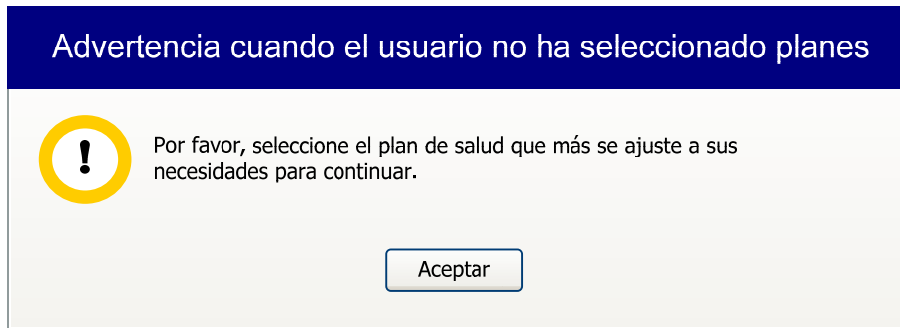 Advertencia cuando el usuario no ha seleccionado planes
!
Por favor, seleccione el plan de salud que más se ajuste a sus
necesidades para continuar.
Aceptar